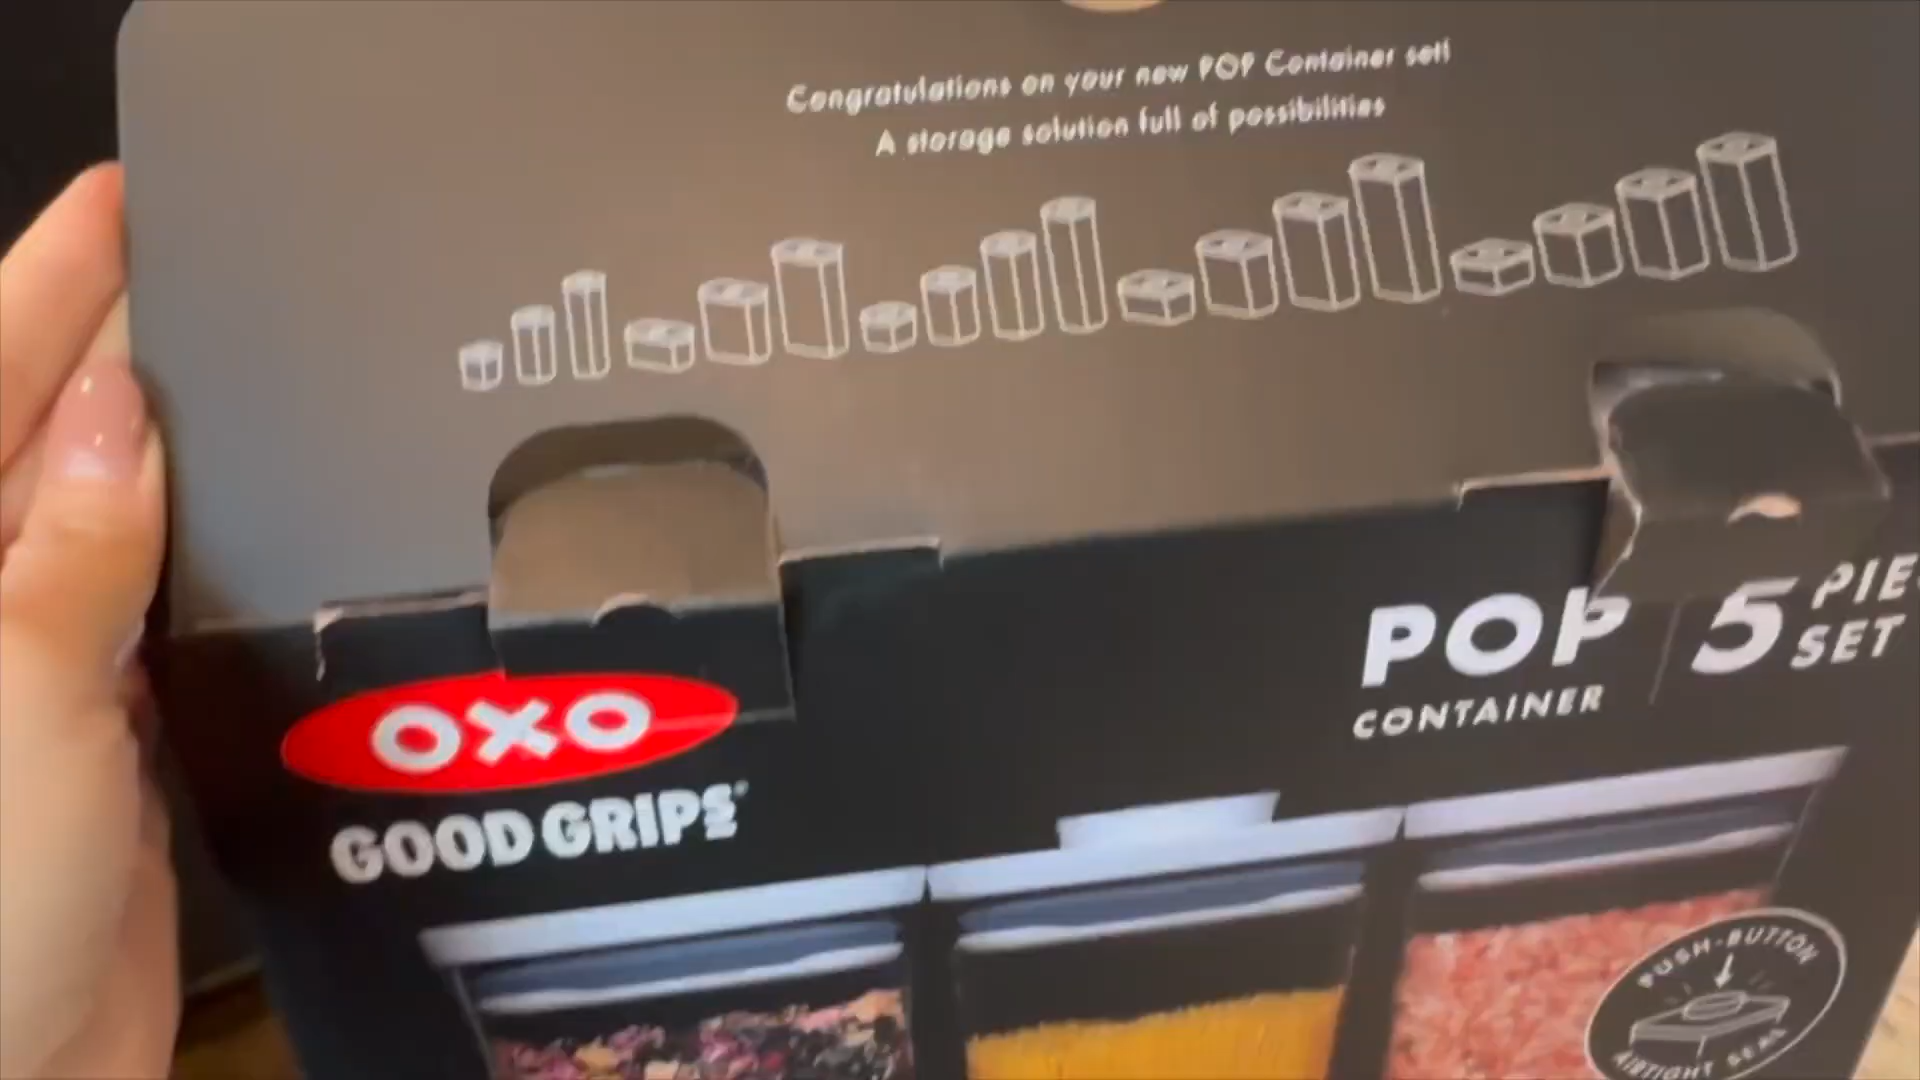 Congratulations on your new POP Container set!
A storage solution full of possibilities
OXO
GOOD GRIPS
POP
CONTAINER
5
PIE
SET
PUSH-BUTTON
AIRTIGHT SEAL